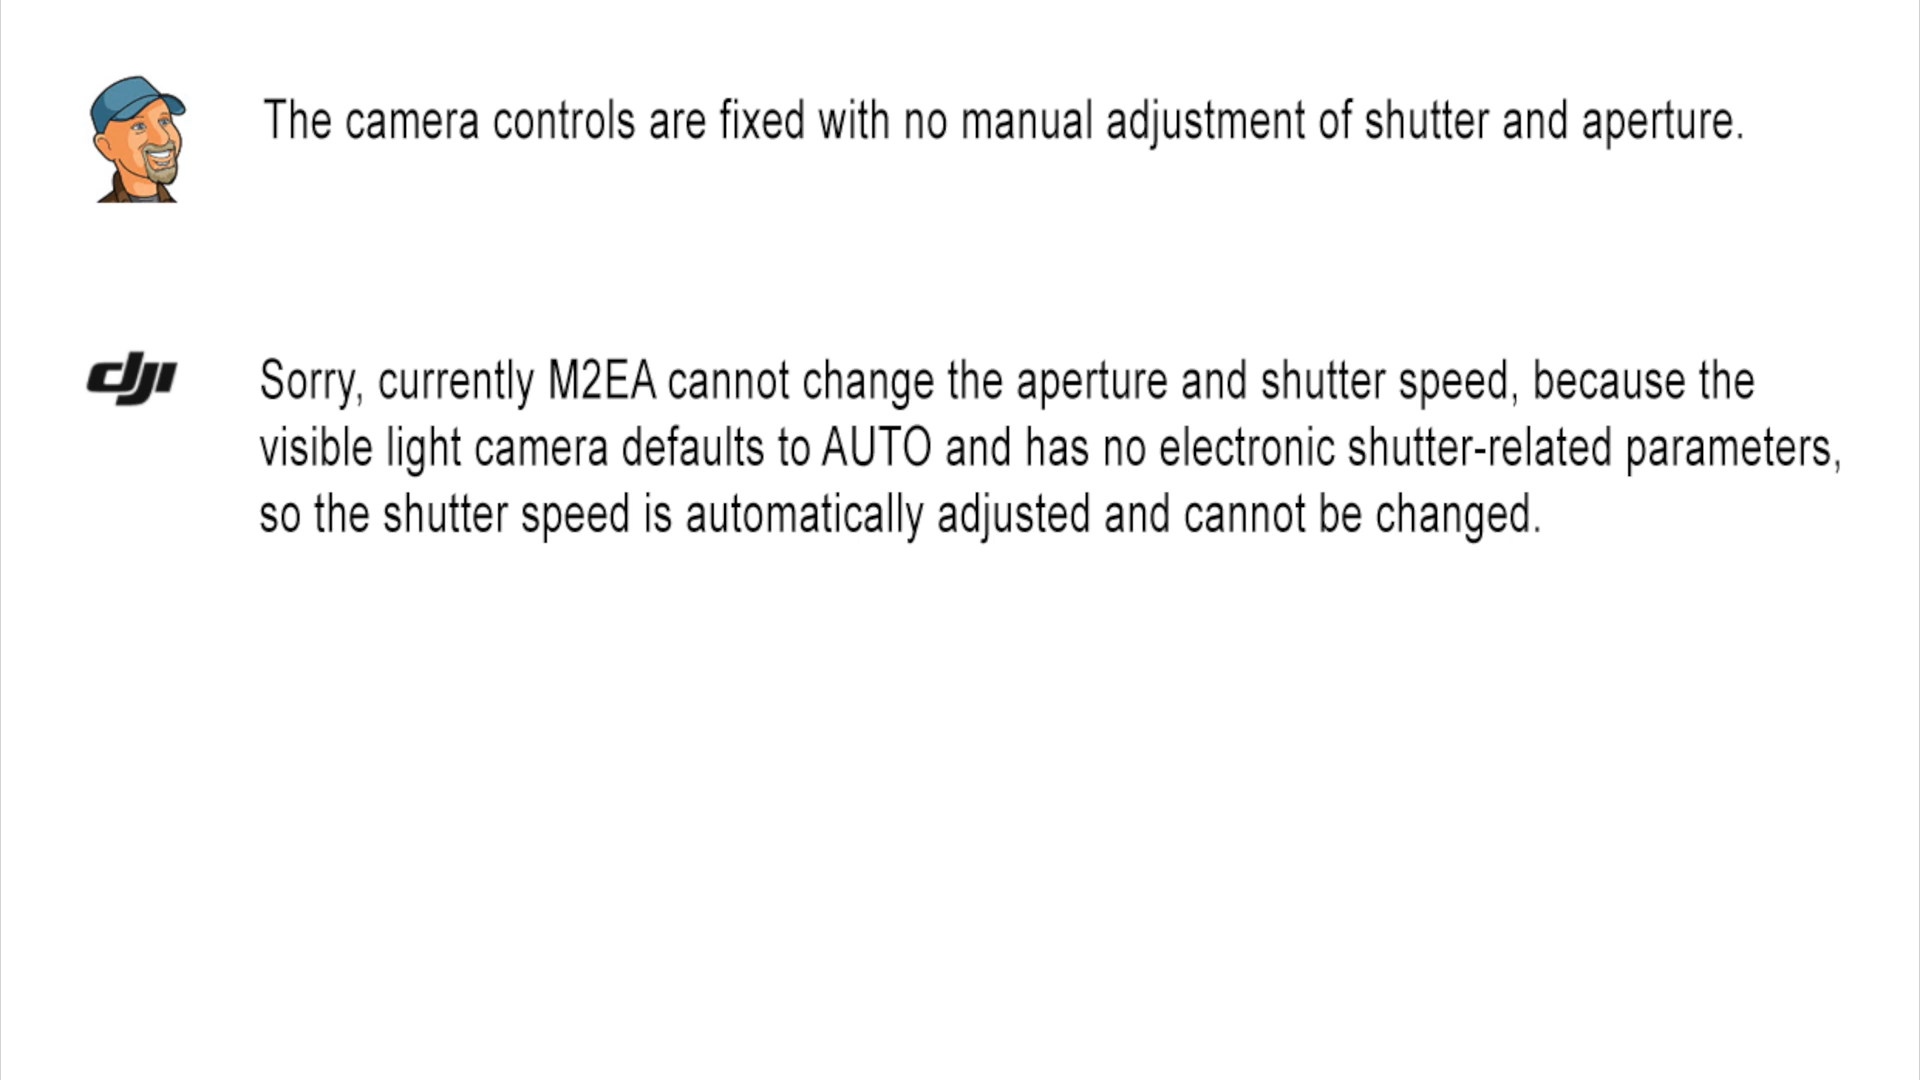 The camera controls are fixed with no manual adjustment of shutter and aperture.
dji
Sorry, currently M2EA cannot change the aperture and shutter speed, because the
visible light camera defaults to AUTO and has no electronic shutter-related parameters,
so the shutter speed is automatically adjusted and cannot be changed.